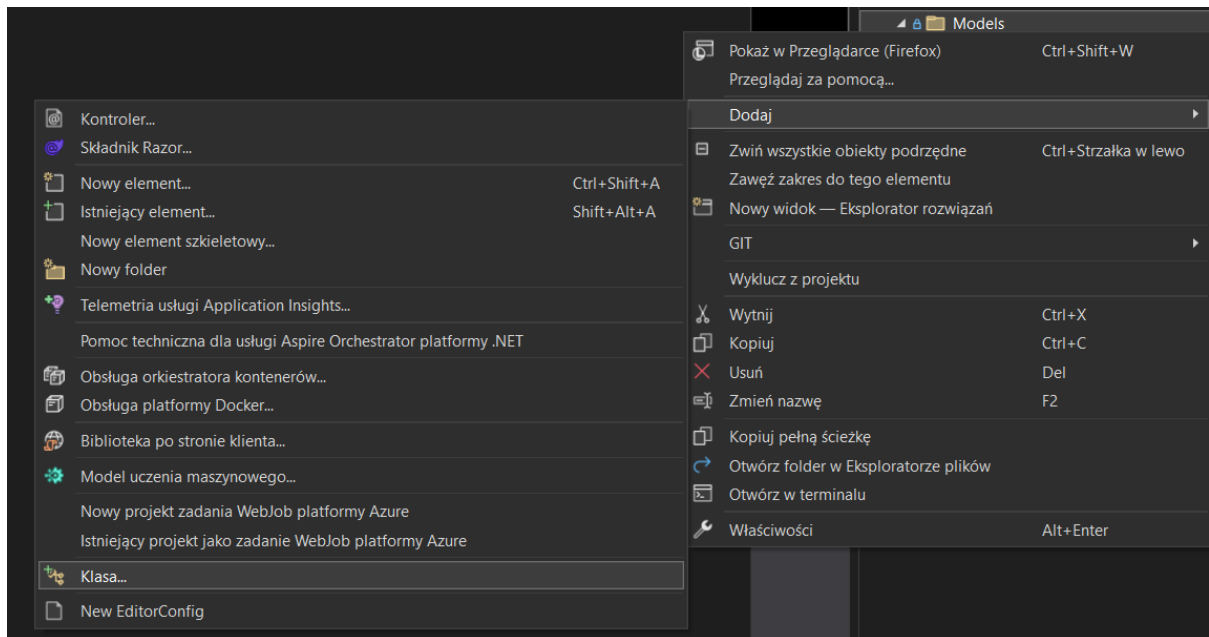 Models
Pokaż w Przeglądarce (Firefox) Ctrl+Shift+W
Przeglądaj za pomocą...
Dodaj
Zwiń wszystkie obiekty podrzędne Ctrl+Strzałka w lewo
Zawęź zakres do tego elementu
Nowy widok — Eksplorator rozwiązań
GIT
Wyklucz z projektu
Wytnij Ctrl+X
Kopiuj Ctrl+C
Usuń Del
Zmień nazwę F2
Kopiuj pełną ścieżkę
Otwórz folder w Eksploratorze plików
Otwórz w terminalu
Właściwości Alt+Enter
Kontroler...
Składnik Razor...
Nowy element... Ctrl+Shift+A
Istniejący element... Shift+Alt+A
Nowy element szkieletowy...
Nowy folder
Telemetria usługi Application Insights...
Pomoc techniczna dla usługi Aspire Orchestrator platformy .NET
Obsługa orkiestratora kontenerów...
Obsługa platformy Docker...
Biblioteka po stronie klienta...
Model uczenia maszynowego...
Nowy projekt zadania WebJob platformy Azure
Istniejący projekt jako zadanie WebJob platformy Azure
Klasa...
New EditorConfig